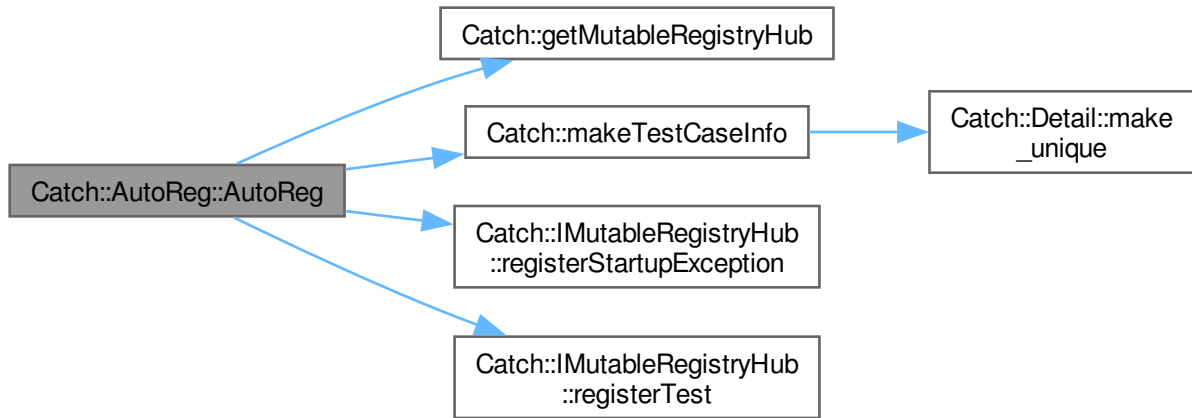 Catch::getMutableRegistryHub
Catch::makeTestCaseInfo
Catch::Detail::make
_unique
Catch::AutoReg::AutoReg
Catch::IMutableRegistryHub
::registerStartupException
Catch::IMutableRegistryHub
::registerTest